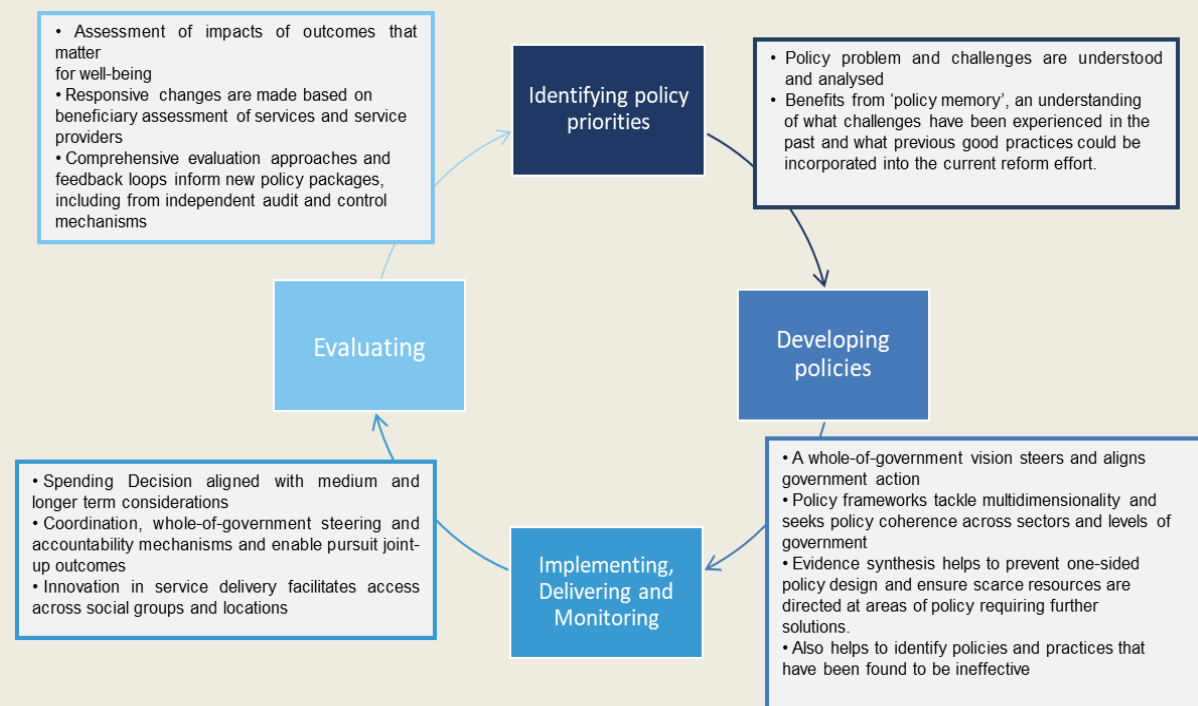 • Assessment of impacts of outcomes that
matter
for well-being
• Responsive changes are made based on
beneficiary assessment of services and service
providers
• Comprehensive evaluation approaches and
feedback loops inform new policy packages,
including from independent audit and control
mechanisms
Identifying policy
priorities
• Policy problem and challenges are understood
and analysed
• Benefits from ‘policy memory’, an understanding
of what challenges have been experienced in the
past and what previous good practices could be
incorporated into the current reform effort.
Evaluating
Developing
policies
• Spending Decision aligned with medium and
longer term considerations
• Coordination, whole-of-government steering and
accountability mechanisms and enable pursuit joint-
up outcomes
• Innovation in service delivery facilitates access
across social groups and locations
Implementing,
Delivering and
Monitoring
• A whole-of-government vision steers and aligns
government action
• Policy frameworks tackle multidimensionality and
seeks policy coherence across sectors and levels of
government
• Evidence synthesis helps to prevent one-sided
policy design and ensure scarce resources are
directed at areas of policy requiring further
solutions.
• Also helps to identify policies and practices that
have been found to be ineffective